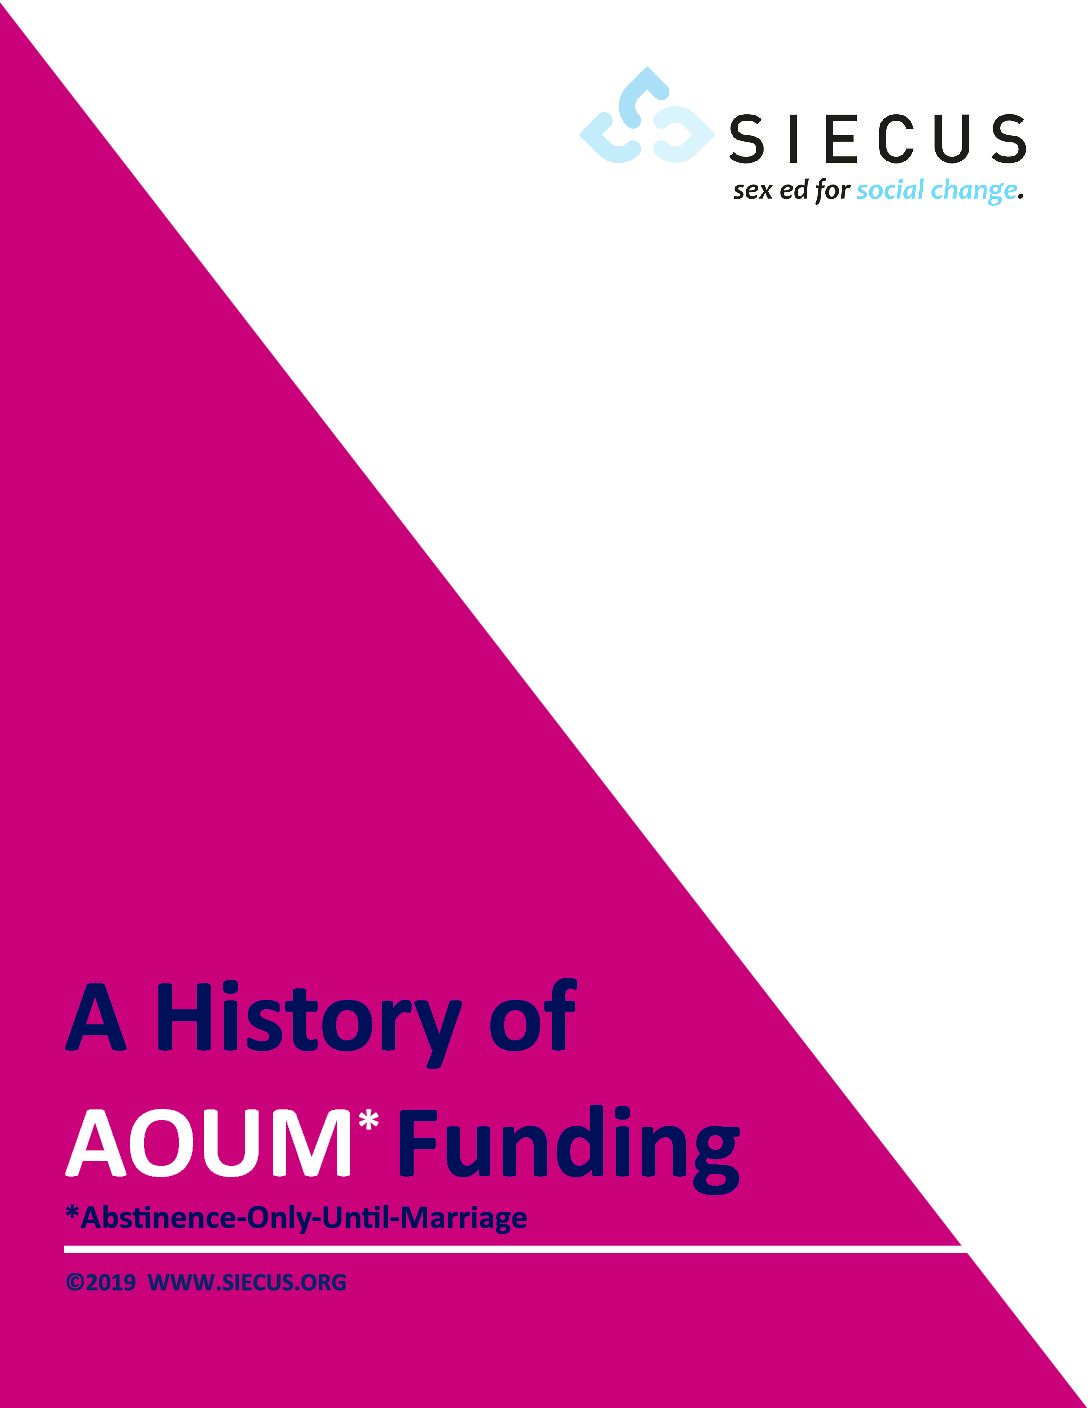 SIECUS
sex ed for social change.
A History of
AOUM* Funding
*Abstinence-Only-Until-Marriage
©2019 WWW.SIECUS.ORG